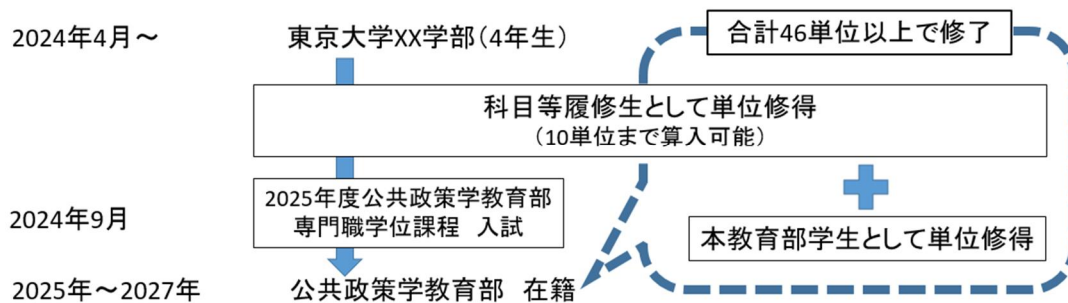 2024年4月～
東京大学XX学部(4年生)
合計46単位以上で修了
科目等履修生として単位修得
(10単位まで算入可能)
2025年度公共政策学教育部
専門職学位課程 入試
2024年9月
本教育部学生として単位修得
2025年～2027年
公共政策学教育部 在籍